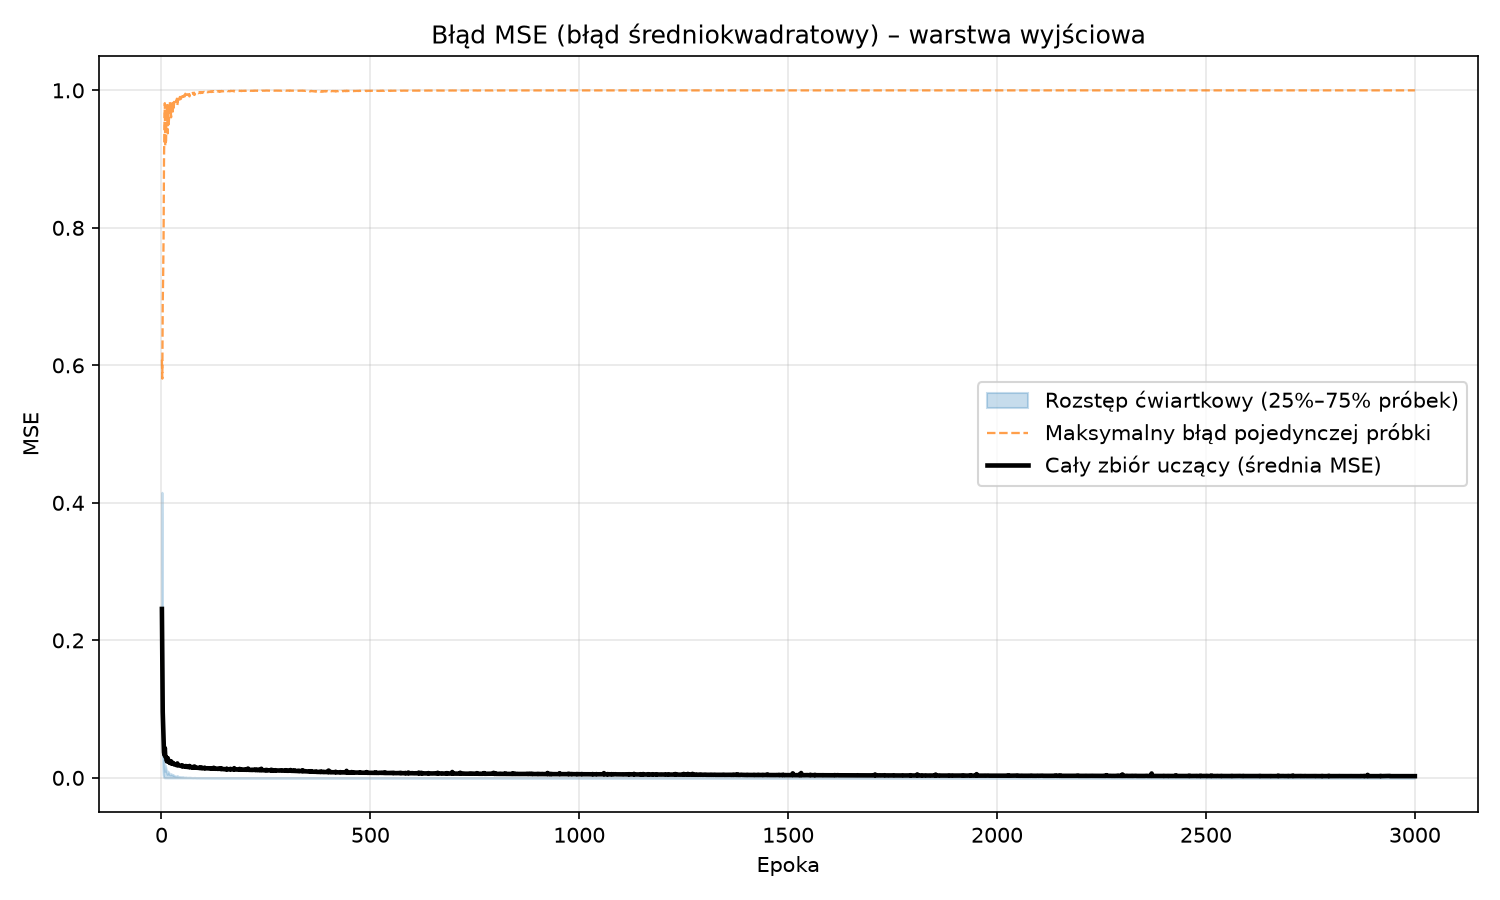 Błąd MSE (błąd średniokwadratowy) – warstwa wyjściowa
MSE
1.0
0.8
0.6
0.4
0.2
0.0
Rozstęp ćwiartkowy (25%–75% próbek)
Maksymalny błąd pojedynczej próbki
Cały zbiór uczący (średnia MSE)
0 500 1000 1500 2000 2500 3000
Epoka